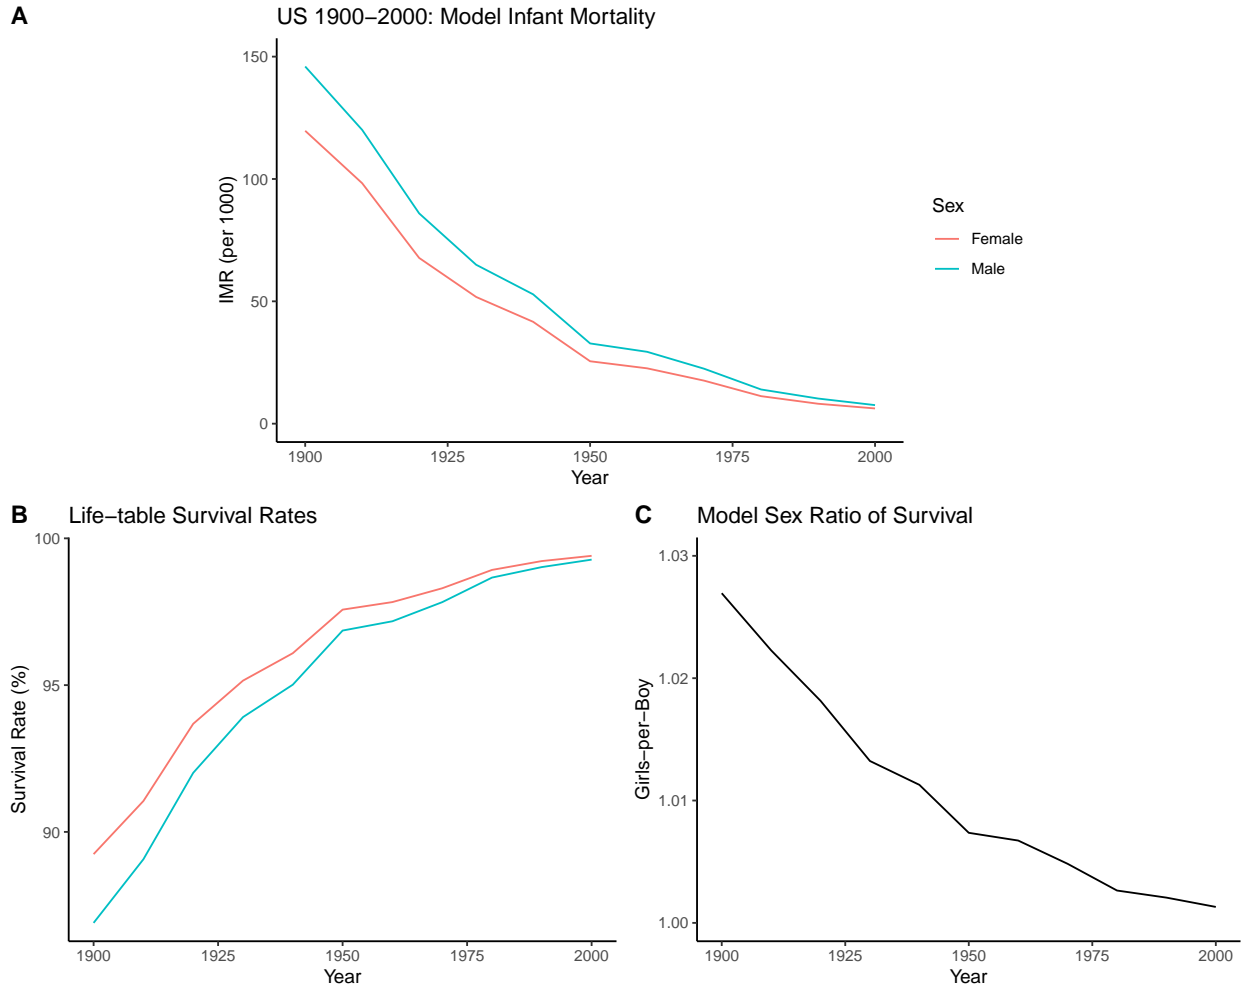 A
US 1900−2000: Model Infant Mortality
IMR (per 1000)
150
100
50
0
1900 1925 1950 1975 2000
Year
Sex
Female
Male
B
Life−table Survival Rates
Survival Rate (%)
100
95
90
1900 1925 1950 1975 2000
Year
C
Model Sex Ratio of Survival
Girls−per−Boy
1.03
1.02
1.01
1.00
1900 1925 1950 1975 2000
Year